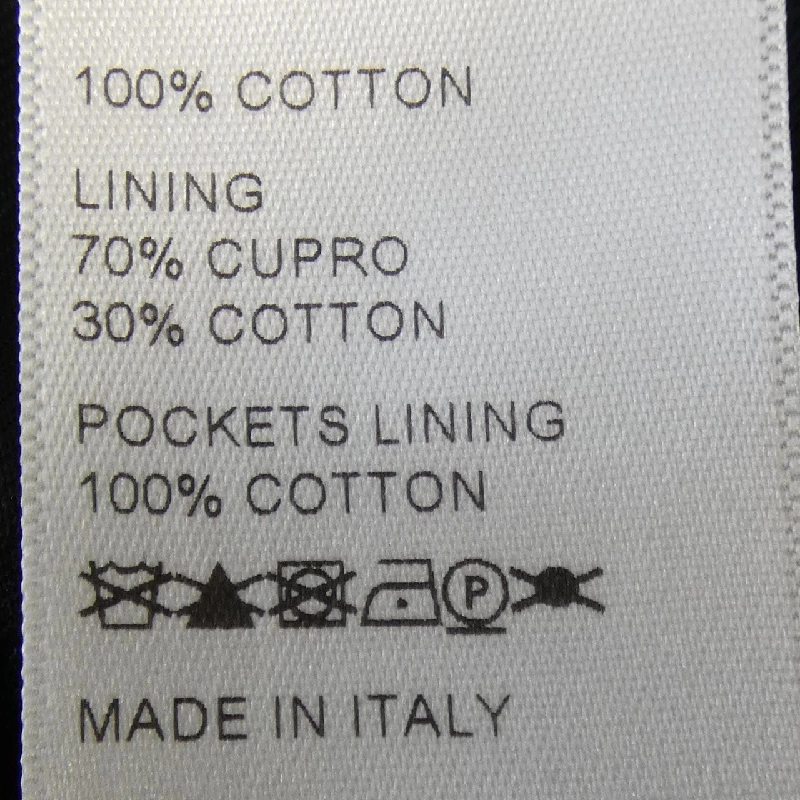 100% COTTON
LINING
70% CUPRO
30% COTTON
POCKETS LINING
100% COTTON
P
MADE IN ITALY